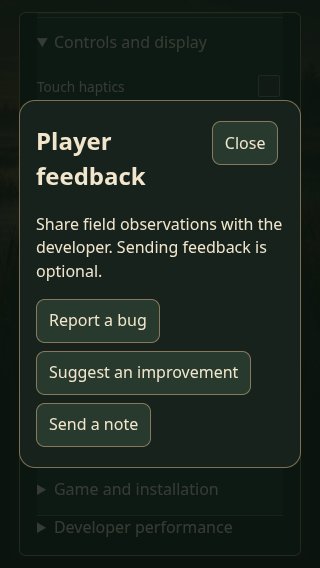 Controls and display
Touch haptics
Player
feedback
Close
Share field observations with the
developer. Sending feedback is
optional.
Report a bug
Suggest an improvement
Send a note
Game and installation
Developer performance